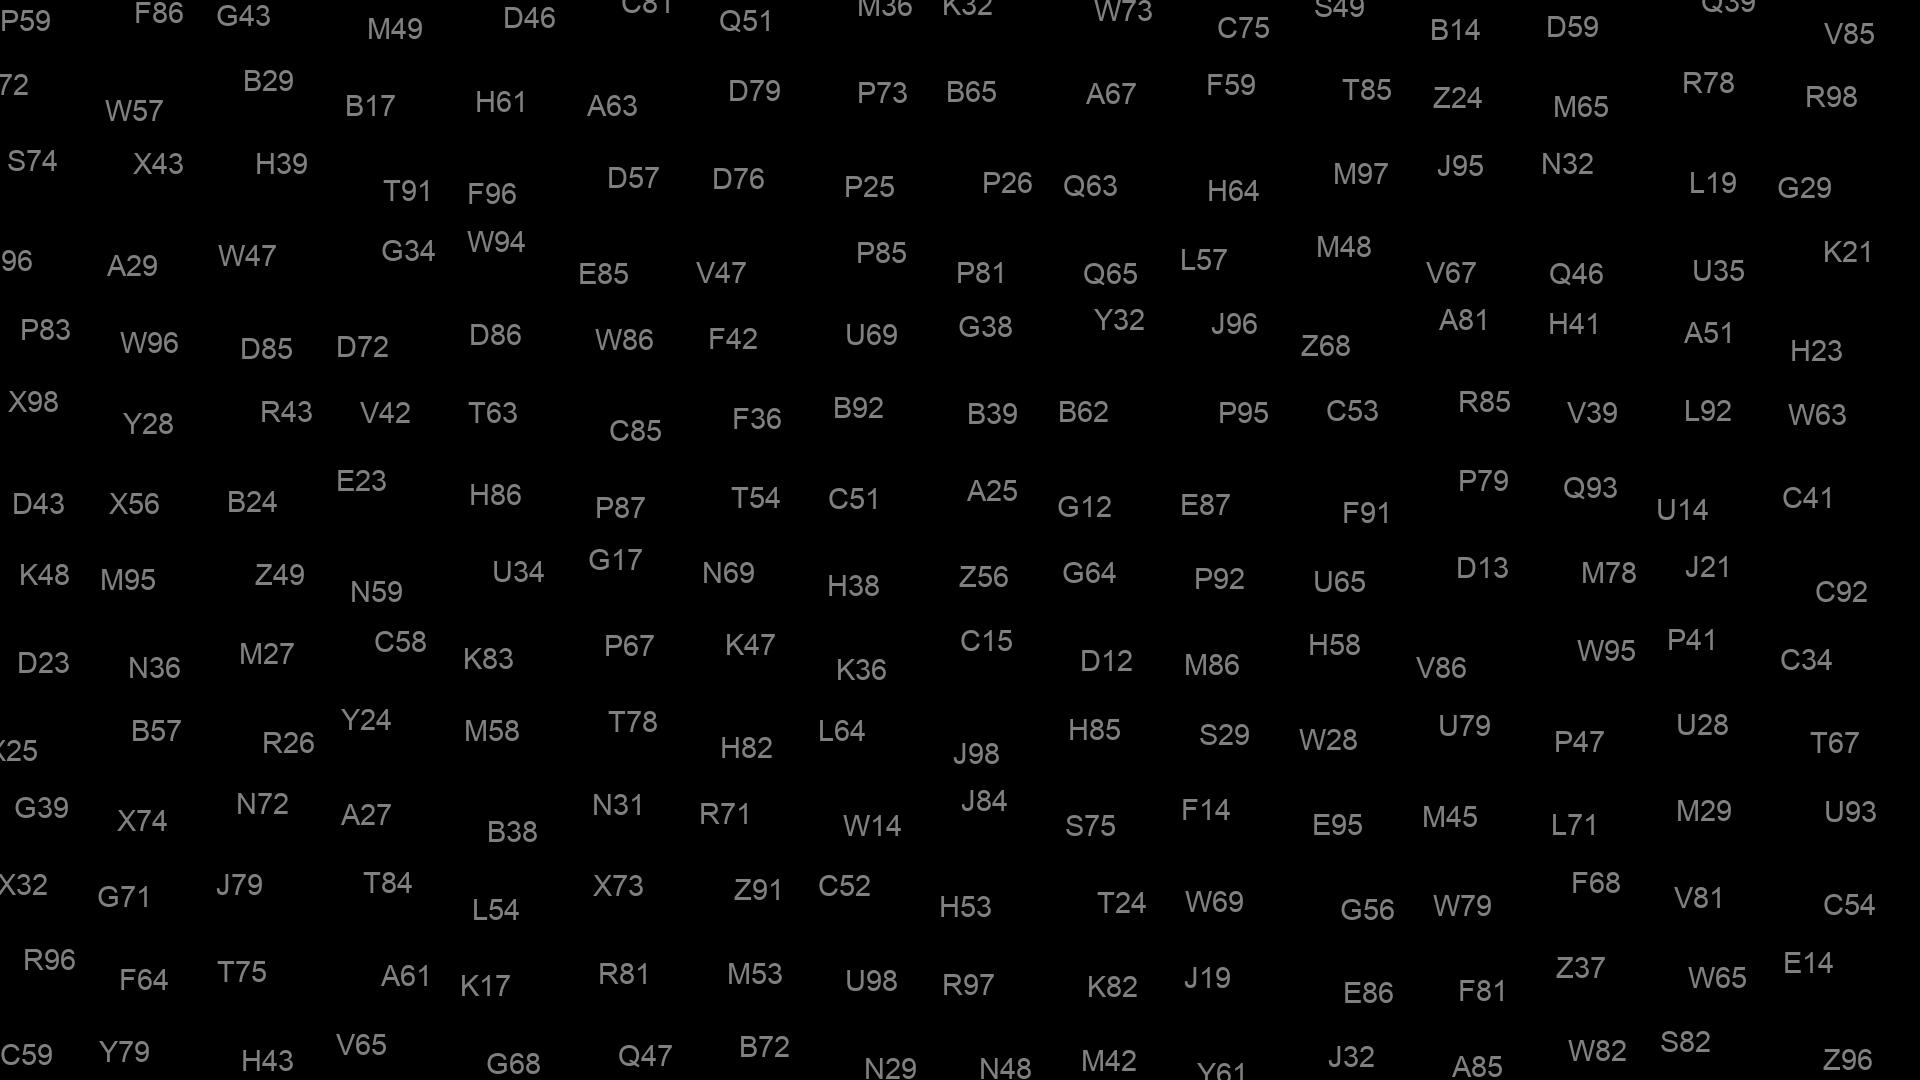 P59 F86 G43 M49 D46 C81 Q51 M36 K32 W73 C75 S49 B14 D59 Q39 V85
72 W57 B29 B17 H61 A63 D79 P73 B65 A67 F59 T85 Z24 M65 R78 R98
S74 X43 H39 T91 F96 D57 D76 P25 P26 Q63 H64 M97 J95 N32 L19 G29
96 A29 W47 G34 W94 E85 V47 P85 P81 Q65 L57 M48 V67 Q46 U35 K21
P83 W96 D85 D72 D86 W86 F42 U69 G38 Y32 J96 Z68 A81 H41 A51 H23
X98 Y28 R43 V42 T63 C85 F36 B92 B39 B62 P95 C53 R85 V39 L92 W63
D43 X56 B24 E23 H86 P87 T54 C51 A25 G12 E87 F91 P79 Q93 U14 C41
K48 M95 Z49 N59 U34 G17 N69 H38 Z56 G64 P92 U65 D13 M78 J21 C92
D23 N36 M27 C58 K83 P67 K47 K36 C15 D12 M86 H58 V86 W95 P41 C34
25 B57 R26 Y24 M58 T78 H82 L64 J98 H85 S29 W28 U79 P47 U28 T67
G39 X74 N72 A27 B38 N31 R71 W14 J84 S75 F14 E95 M45 L71 M29 U93
X32 G71 J79 T84 L54 X73 Z91 C52 H53 T24 W69 G56 W79 F68 V81 C54
R96 F64 T75 A61 K17 R81 M53 U98 R97 K82 J19 E86 F81 Z37 W65 E14
C59 Y79 H43 V65 G68 Q47 B72 N29 N48 M42 Y61 J32 A85 W82 S82 Z96